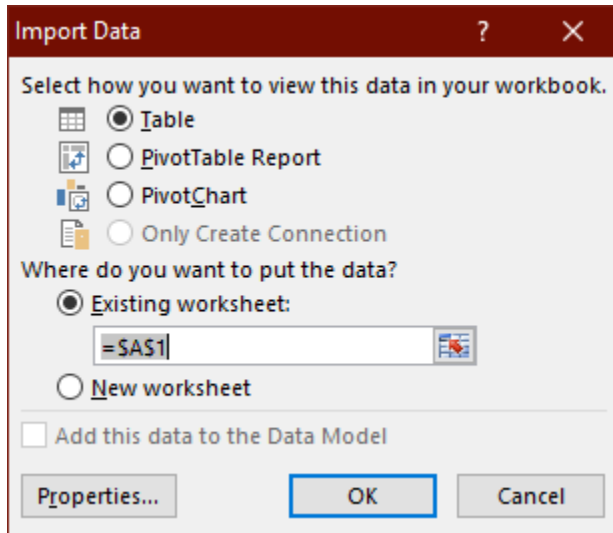 Import Data ?
Select how you want to view this data in your workbook.
Table
PivotTable Report
PivotChart
Only Create Connection
Where do you want to put the data?
Existing worksheet:
=$A$1
New worksheet
Add this data to the Data Model
Properties... OK Cancel